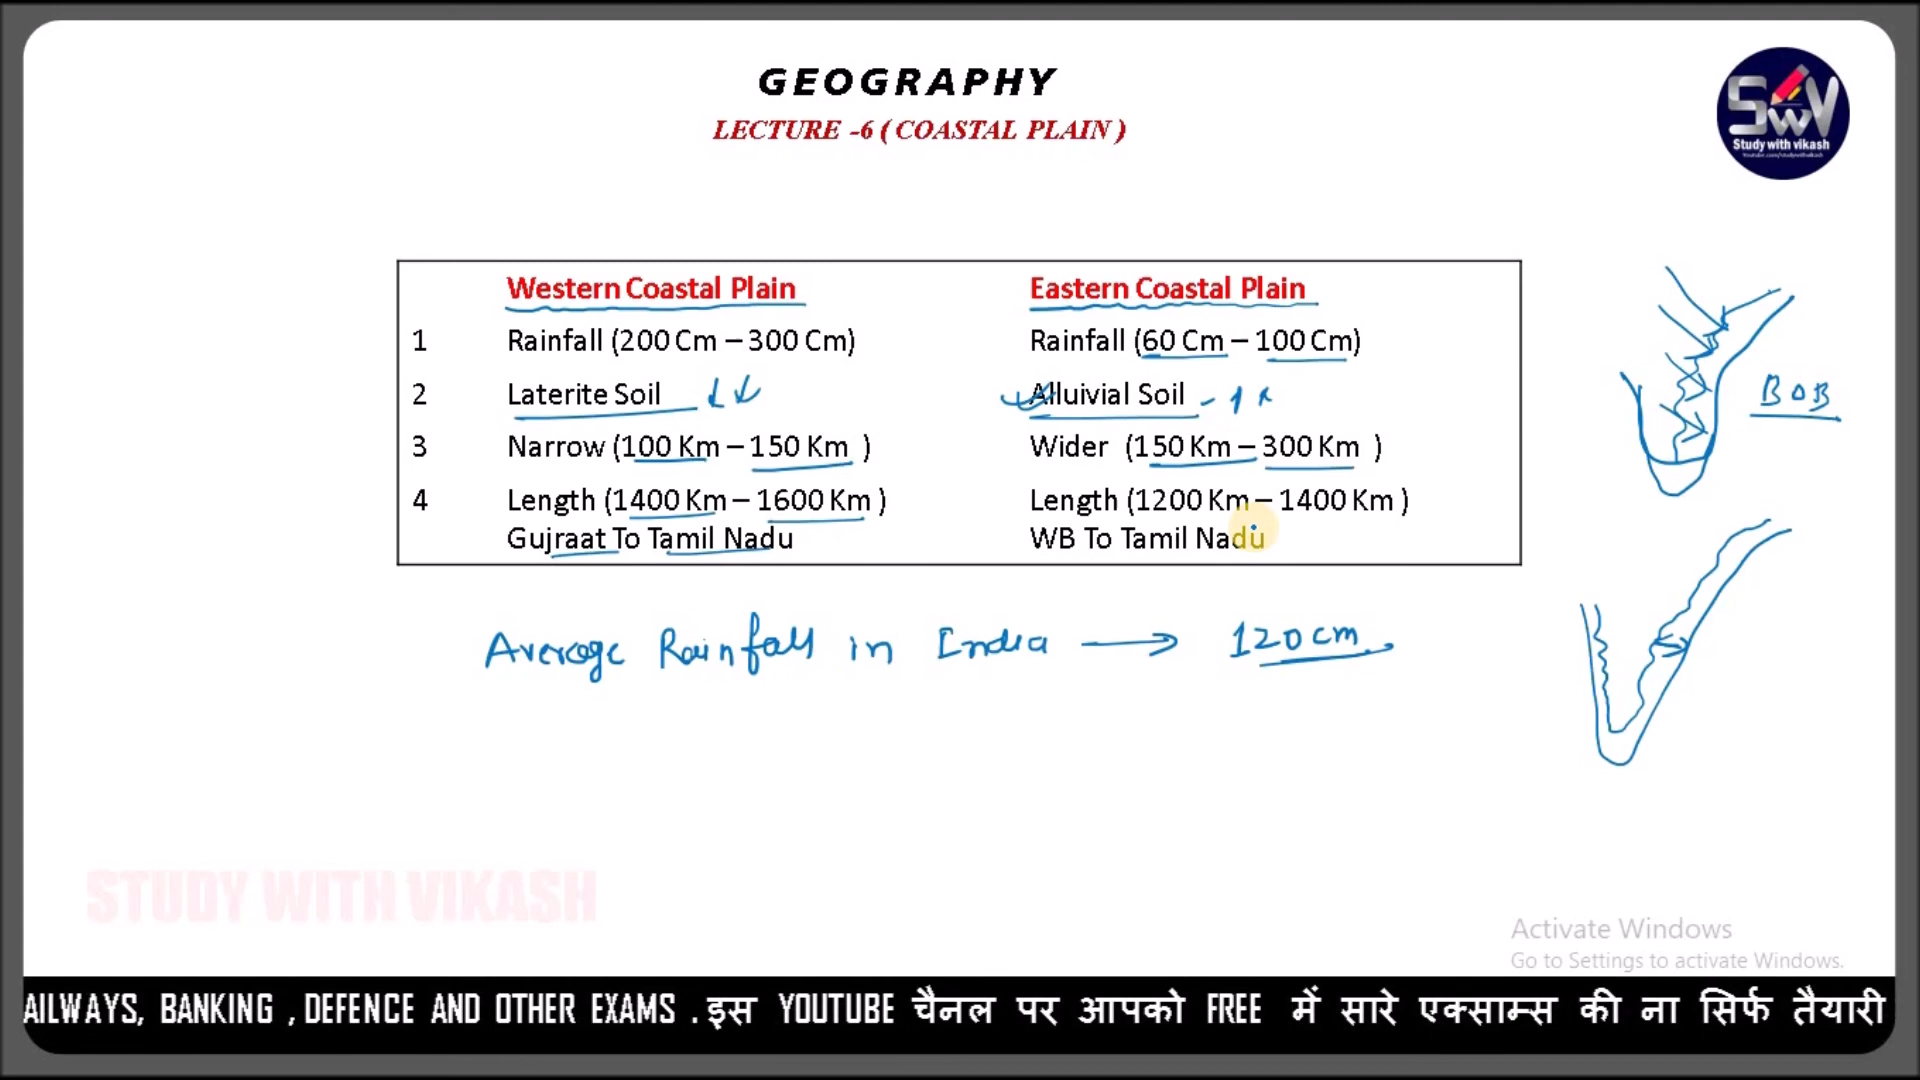 GEOGRAPHY
LECTURE -6 ( COASTAL PLAIN )
SWV
Study with vikash
Western Coastal Plain Eastern Coastal Plain
1 Rainfall (200 Cm – 300 Cm) Rainfall (60 Cm – 100 Cm)
2 Laterite Soil Alluivial Soil
3 Narrow (100 Km – 150 Km ) Wider (150 Km – 300 Km )
4 Length (1400 Km – 1600 Km ) Length (1200 Km – 1400 Km )
Gujraat To Tamil Nadu WB To Tamil Nadu
BOB
Average Rainfall in India → 120 cm
STUDY WITH VIKASH
Activate Windows
Go to Settings to activate Windows.
AILWAYS, BANKING , DEFENCE AND OTHER EXAMS . इस YOUTUBE चैनल पर आपको FREE में सारे एक्साम्स की ना सिर्फ तैयारी